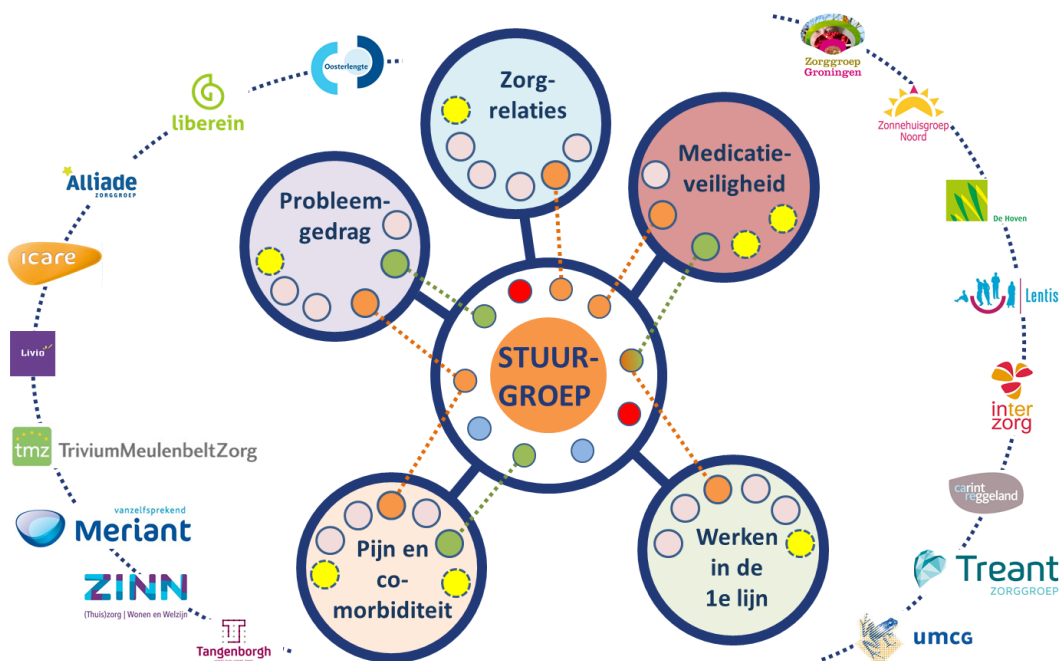 Zorg-
relaties
Medicatie-
veiligheid
Probleem-
gedrag
STUUR-
GROEP
Pijn en
co-
morbiditeit
Werken
in de
1e lijn
Oosterlengte
liberein
Alliade
ZORGGROEP
icare
Livio
tmz TriviumMeulenbeltZorg
vanzelfsprekend
Meriant
ZINN
(Thuis)zorg | Wonen en Welzijn
Tangenborgh
Zorggroep
Groningen
Zonnehuisgroep
Noord
De Hoven
Lentis
inter
zorg
carint
reggeland
Treant
ZORGGROEP
umcg